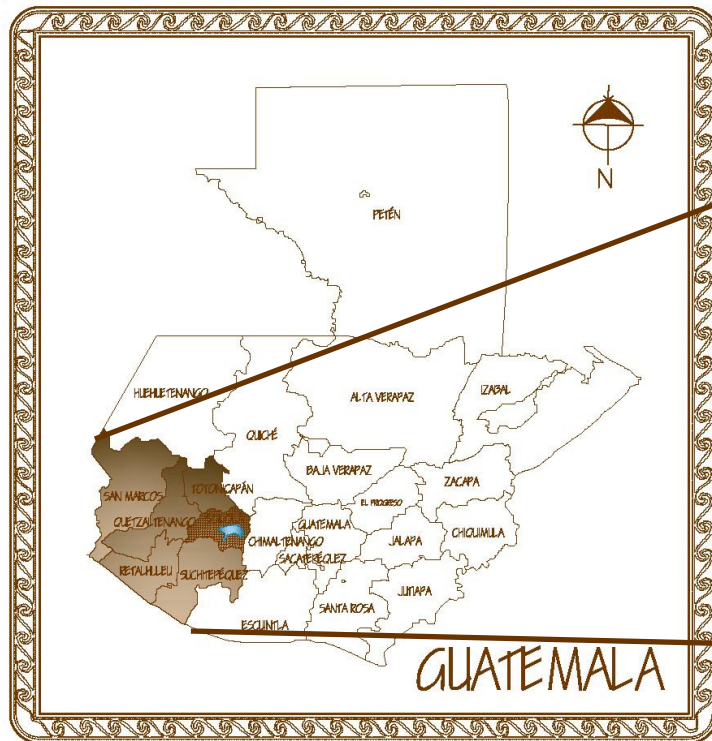 N
PETÉN
HUEHUETENANGO
ALTA VERAPAZ
IZABAL
QUICHÉ
BAJA VERAPAZ
ZACAPA
TOTONICAPÁN
SAN MARCOS
EL PROGRESO
QUETZALTENANGO
GUATEMALA
CHIQUIMULA
CHIMALTENANGO
JALAPA
SACATEPÉQUEZ
RETALHLLEU
SUCHITEPÉQUEZ
JUTIAPA
SANTA ROSA
ESCUINTLA
GUATEMALA